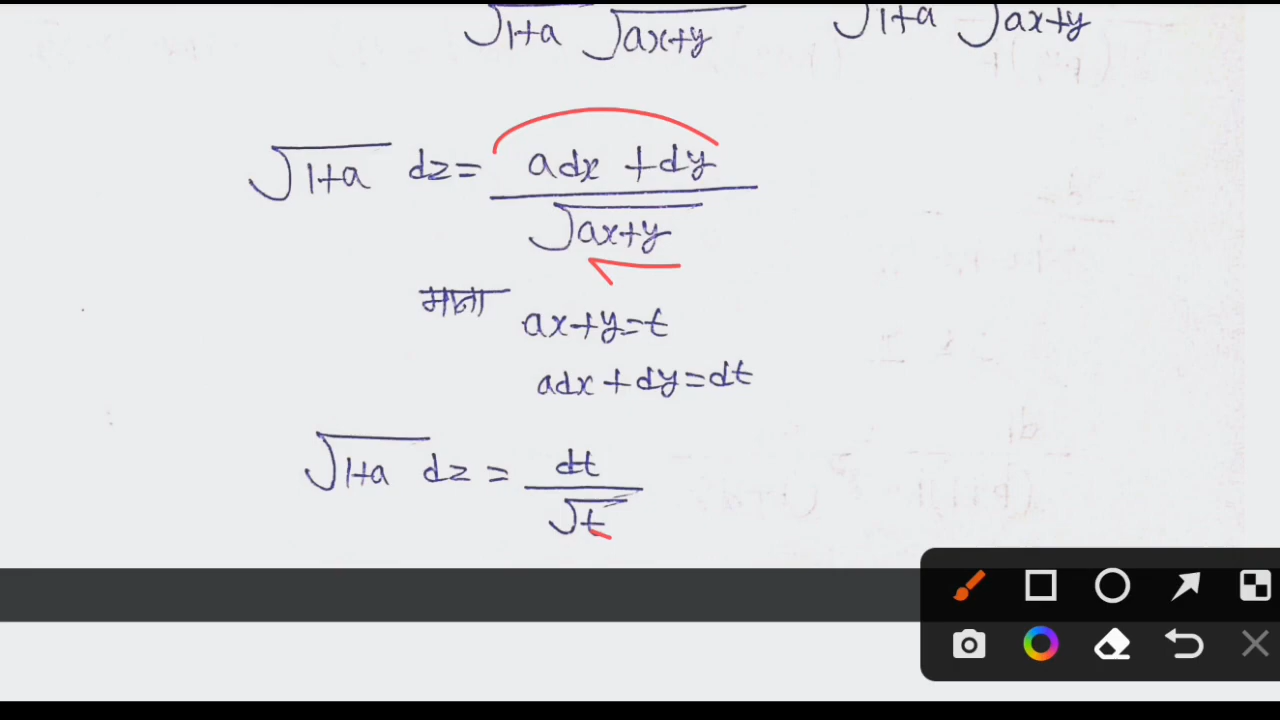 √1+a √ax+y √1+a √ax+y
√1+a dz = adx + dy / √ax+y
माना ax+y=t
adx + dy = dt
√1+a dz = dt / √t